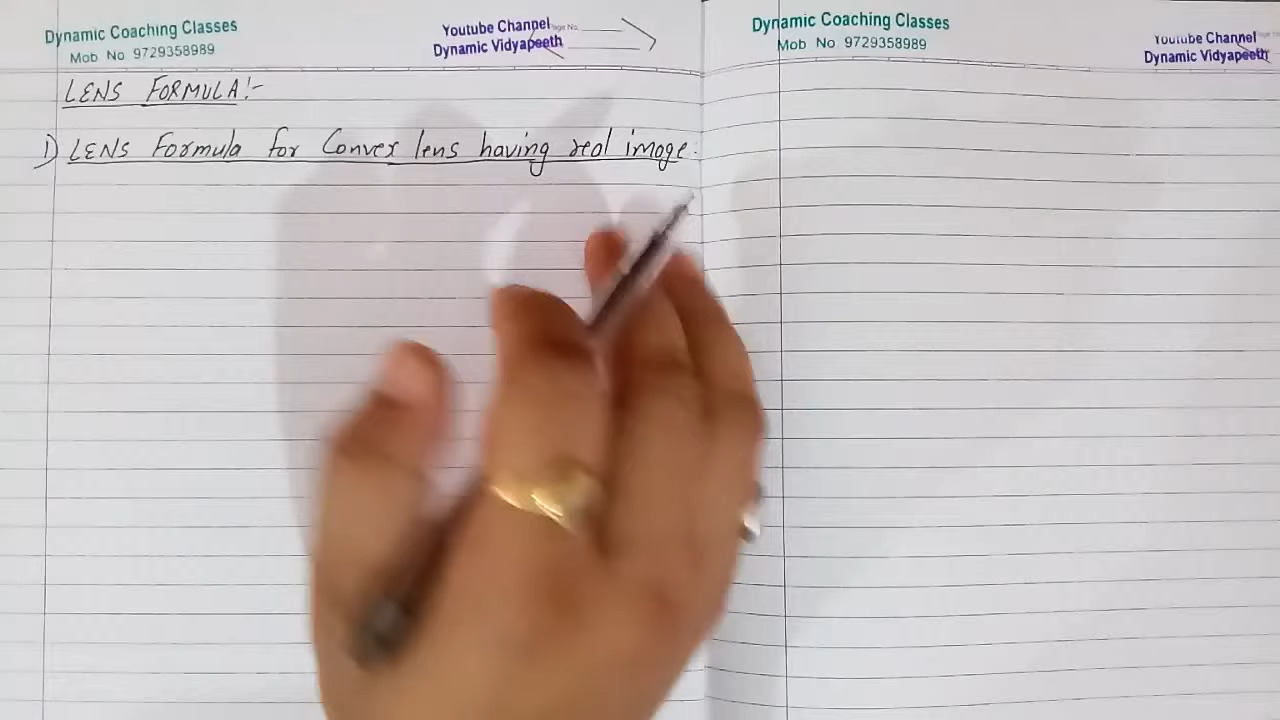 Dynamic Coaching Classes
Mob No 9729358989
Youtube Channel
Dynamic Vidyapeeth
LENS FORMULA:-
1) LENS Formula for Convex lens having real image.
Dynamic Coaching Classes
Mob No 9729358989
Youtube Channel
Dynamic Vidyapeeth